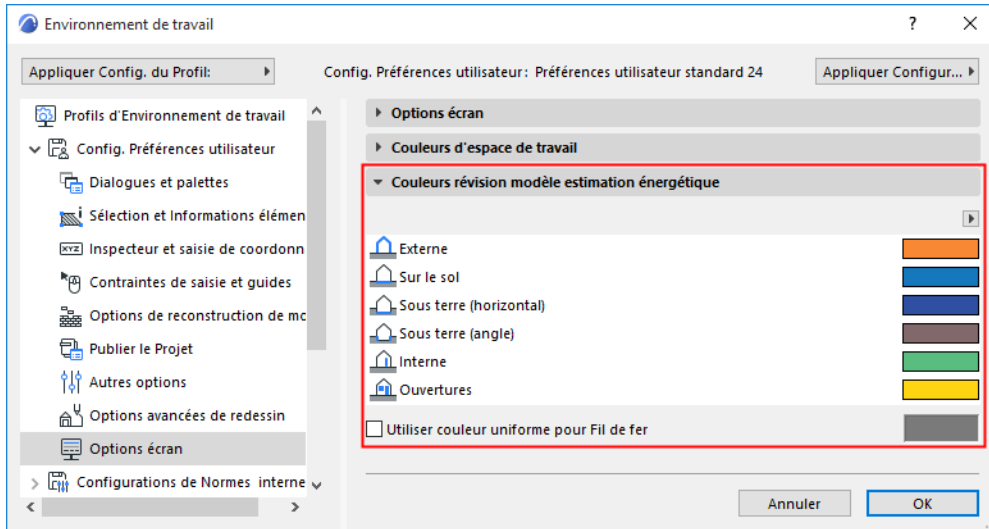 Environnement de travail
?
Appliquer Config. du Profil:
Config. Préférences utilisateur: Préférences utilisateur standard 24
Appliquer Configur...
Profils d'Environnement de travail
Config. Préférences utilisateur
Dialogues et palettes
Sélection et Informations élémen
Inspecteur et saisie de coordonn
Contraintes de saisie et guides
Options de reconstruction de mc
Publier le Projet
Autres options
Options avancées de redessin
Options écran
Configurations de Normes interne
Options écran
Couleurs d'espace de travail
Couleurs révision modèle estimation énergétique
Externe
Sur le sol
Sous terre (horizontal)
Sous terre (angle)
Interne
Ouvertures
Utiliser couleur uniforme pour Fil de fer
Annuler
OK